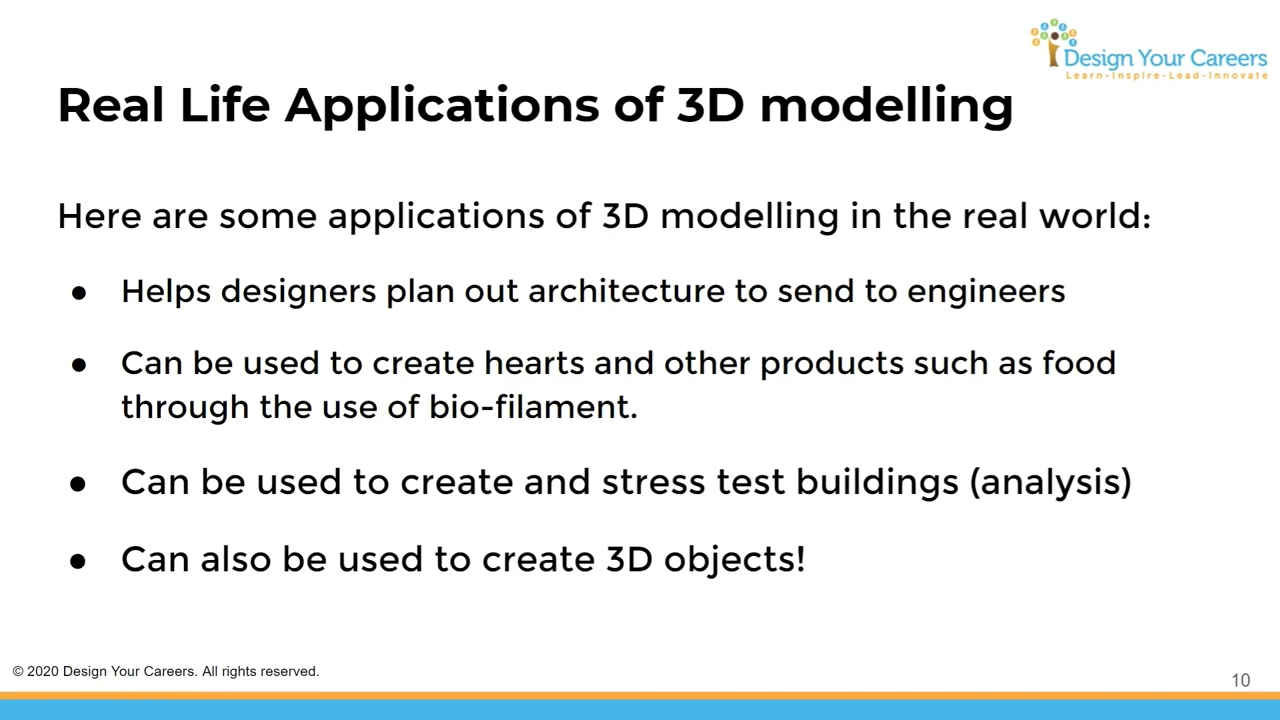 Design Your Careers
Learn-Inspire-Lead-Innovate
Real Life Applications of 3D modelling
Here are some applications of 3D modelling in the real world:
● Helps designers plan out architecture to send to engineers
● Can be used to create hearts and other products such as food
through the use of bio-filament.
● Can be used to create and stress test buildings (analysis)
● Can also be used to create 3D objects!
© 2020 Design Your Careers. All rights reserved.
10